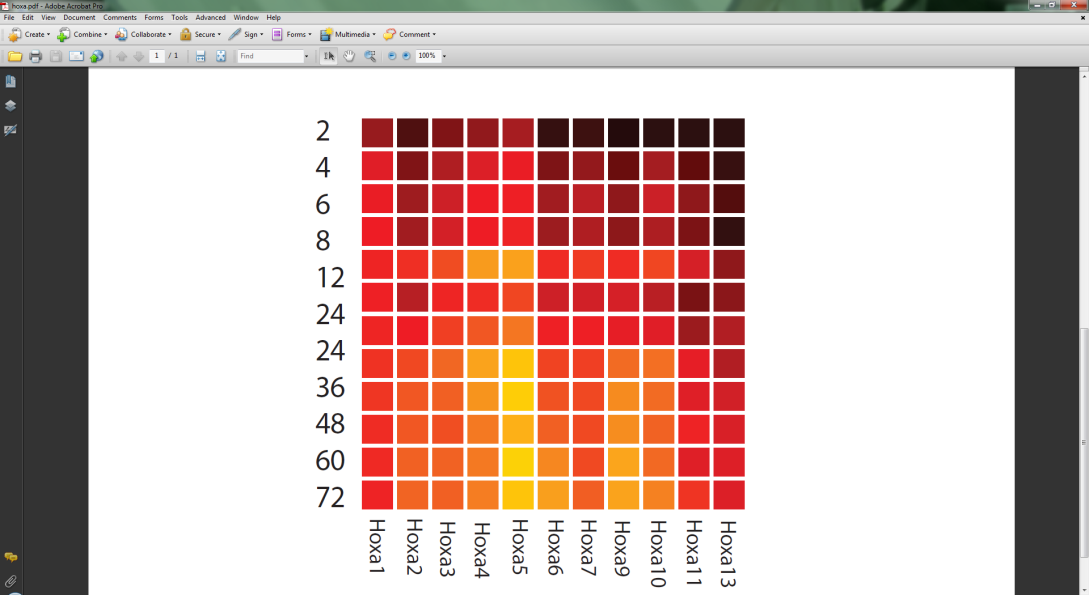 hoxa.pdf - Adobe Acrobat Pro
File Edit View Document Comments Forms Tools Advanced Window Help
Create Combine Collaborate Secure Sign Forms Multimedia Comment
1 / 1 Find 100%
2
4
6
8
12
24
24
36
48
60
72
Hoxa1 Hoxa2 Hoxa3 Hoxa4 Hoxa5 Hoxa6 Hoxa7 Hoxa9 Hoxa10 Hoxa11 Hoxa13